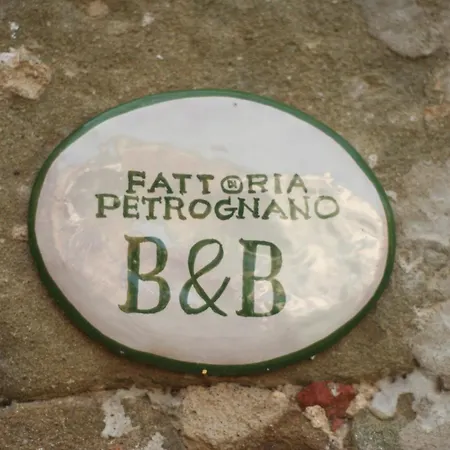 FATTORIA
DI
PETROGNANO
B&B